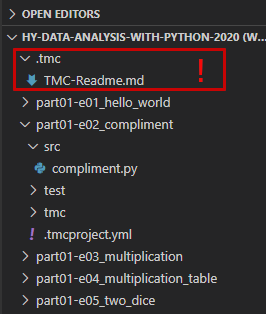 OPEN EDITORS
HY-DATA-ANALYSIS-WITH-PYTHON-2020 (W...
.tmc
TMC-Readme.md
!
part01-e01_hello_world
part01-e02_compliment
src
compliment.py
test
tmc
! .tmcproject.yml
part01-e03_multiplication
part01-e04_multiplication_table
part01-e05_two_dice